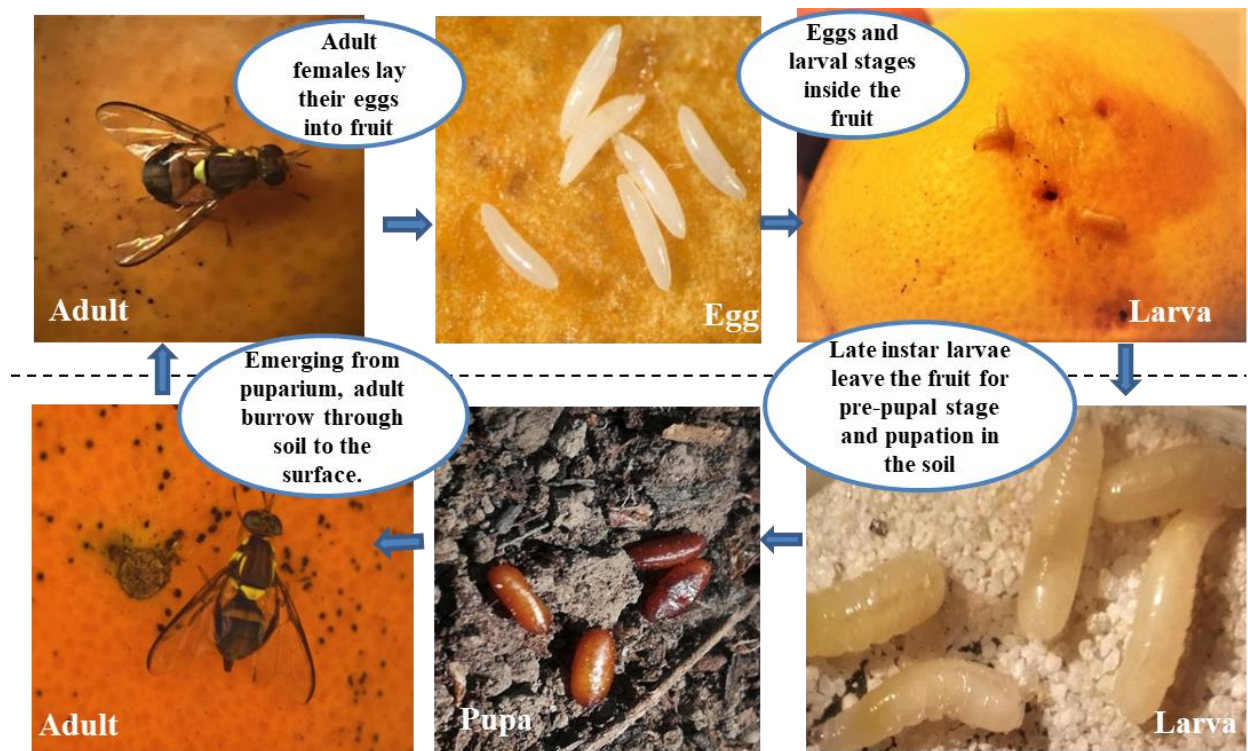 Adult
females lay
their eggs
into fruit
Eggs and
larval stages
inside the
fruit
Adult
Egg
Larva
Emerging from
puparium, adult
burrow through
soil to the
surface.
Late instar larvae
leave the fruit for
pre-pupal stage
and pupation in
the soil
Adult
Pupa
Larva